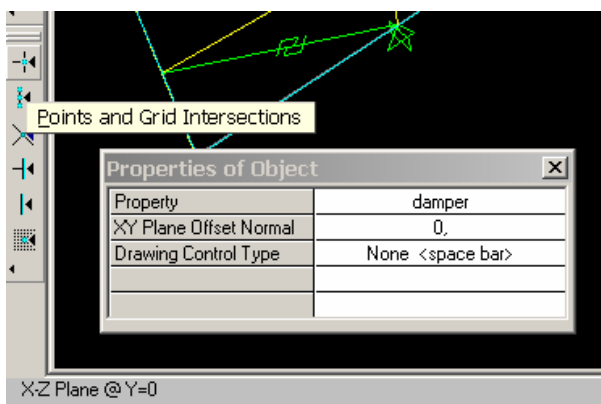 Points and Grid Intersections
Properties of Object
Property damper
XY Plane Offset Normal 0,
Drawing Control Type None <space bar>
X-Z Plane @ Y=0